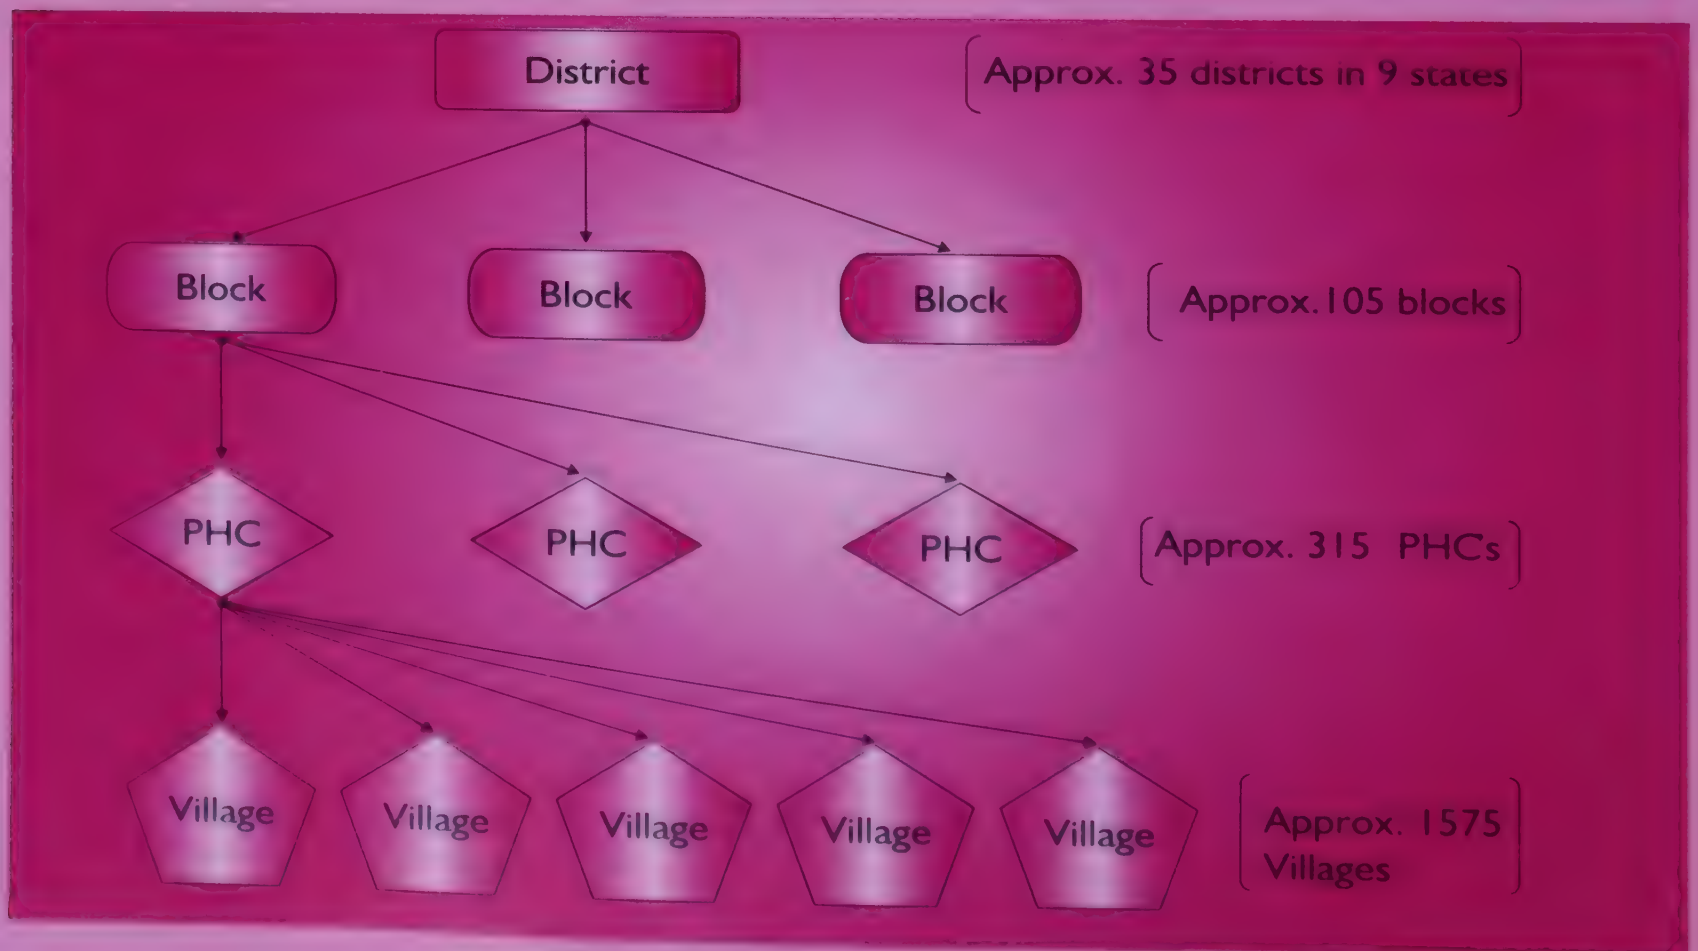 District
Approx. 35 districts in 9 states
Block
Block
Block
Approx.105 blocks
PHC
PHC
PHC
Approx. 315 PHC's
Village
Village
Village
Village
Village
Approx. 1575
Villages